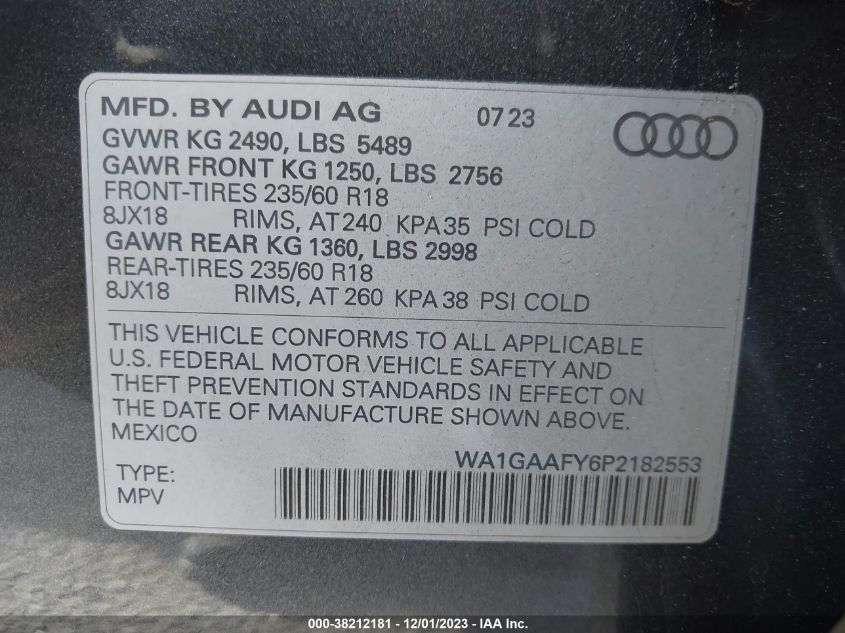 MFD. BY AUDI AG 07 23
GVWR KG 2490, LBS 5489
GAWR FRONT KG 1250, LBS 2756
FRONT-TIRES 235/60 R18
8JX18 RIMS, AT 240 KPA 35 PSI COLD
GAWR REAR KG 1360, LBS 2998
REAR-TIRES 235/60 R18
8JX18 RIMS, AT 260 KPA 38 PSI COLD
THIS VEHICLE CONFORMS TO ALL APPLICABLE
U.S. FEDERAL MOTOR VEHICLE SAFETY AND
THEFT PREVENTION STANDARDS IN EFFECT ON
THE DATE OF MANUFACTURE SHOWN ABOVE.
MEXICO
WA1GAAFY6P2182553
TYPE:
MPV
000-38212181 - 12/01/2023 - IAA Inc.